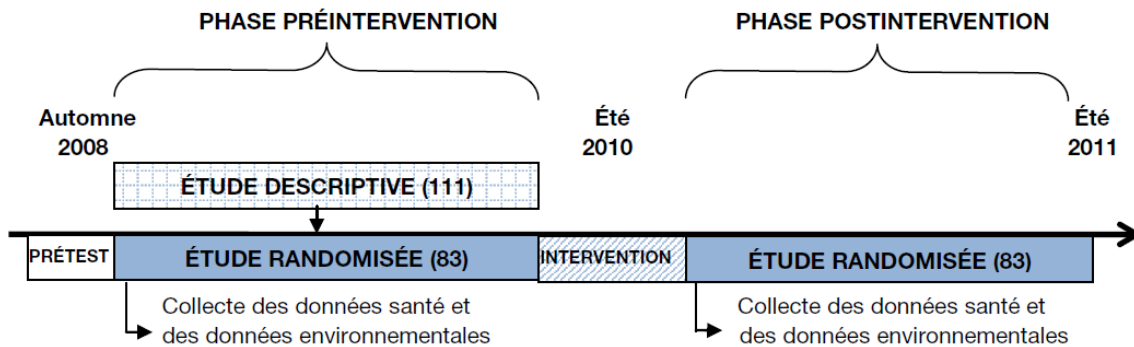 PHASE PRÉINTERVENTION
PHASE POSTINTERVENTION
Automne
2008
Été
2010
Été
2011
ÉTUDE DESCRIPTIVE (111)
PRÉTEST
ÉTUDE RANDOMISÉE (83)
INTERVENTION
ÉTUDE RANDOMISÉE (83)
Collecte des données santé et
des données environnementales
Collecte des données santé et
des données environnementales